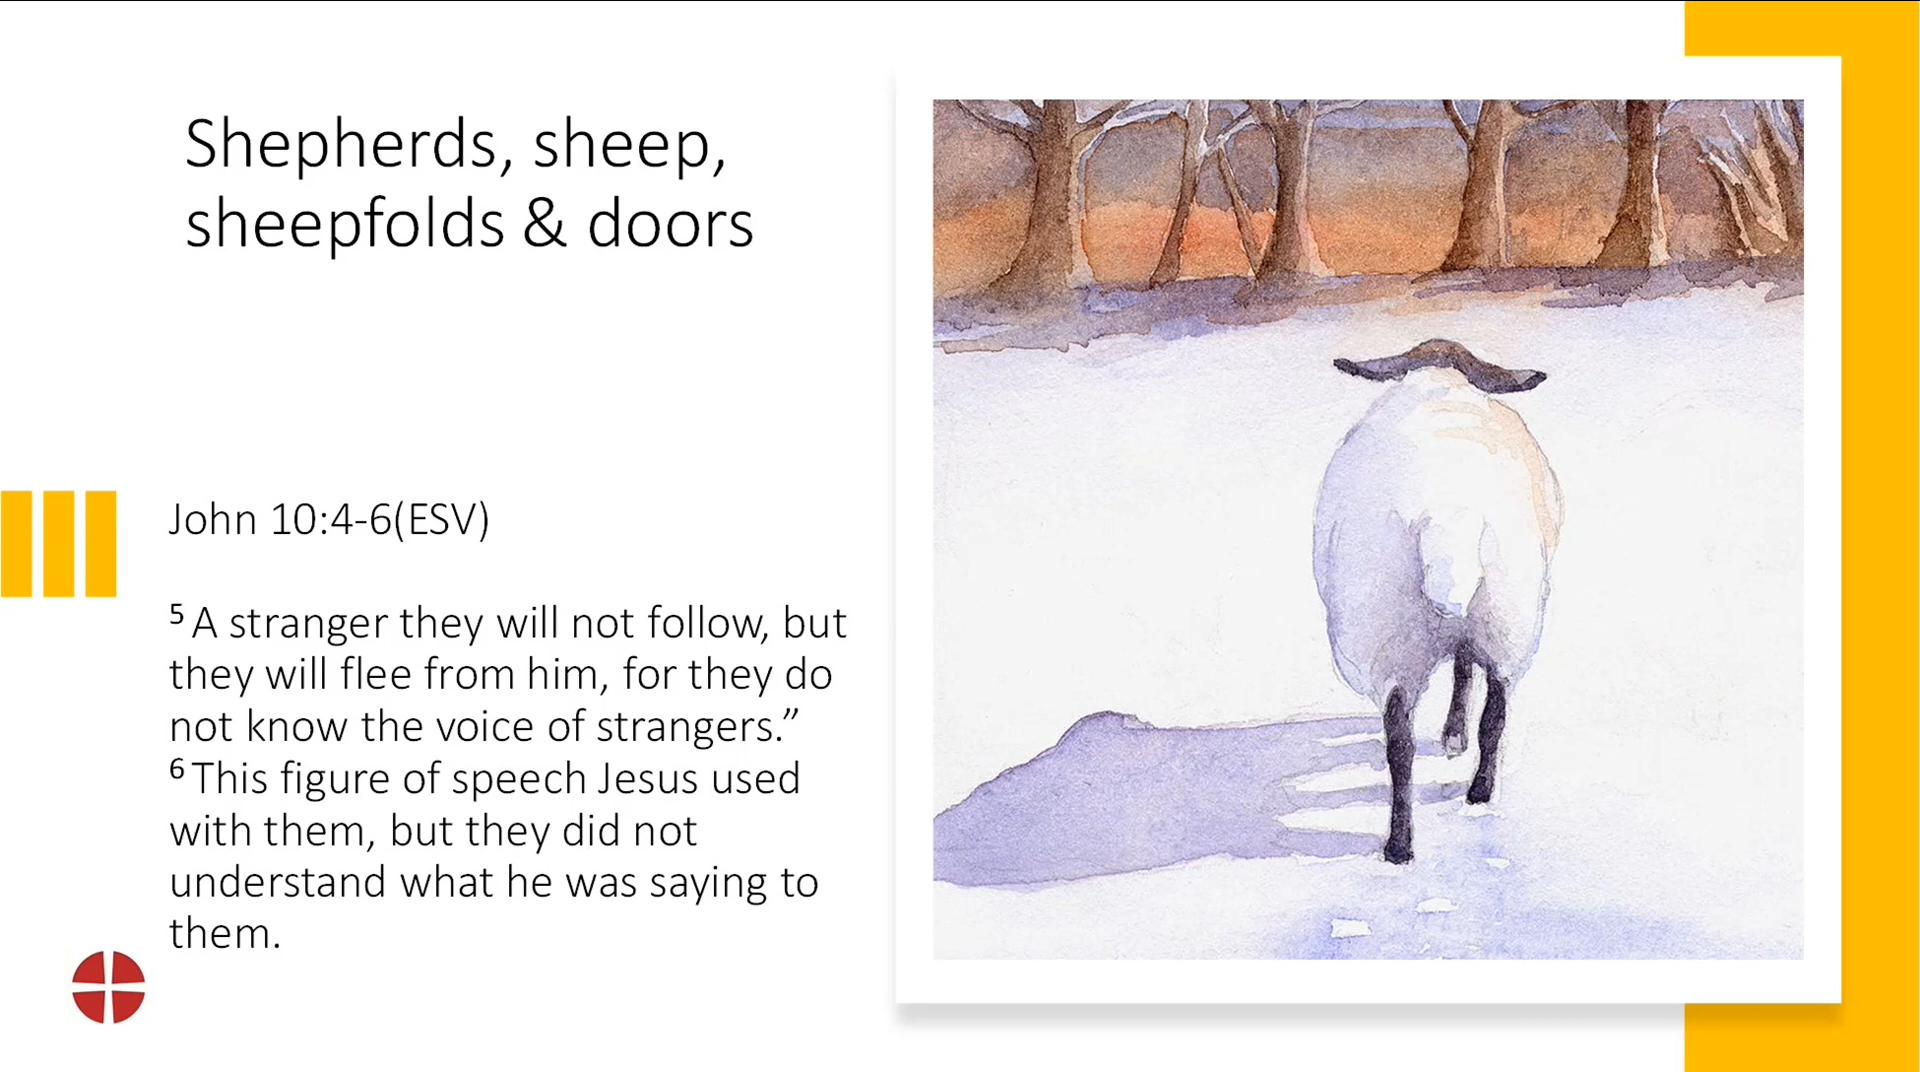 Shepherds, sheep,
sheepfolds & doors
John 10:4-6(ESV)
⁵ A stranger they will not follow, but
they will flee from him, for they do
not know the voice of strangers.”
⁶ This figure of speech Jesus used
with them, but they did not
understand what he was saying to
them.